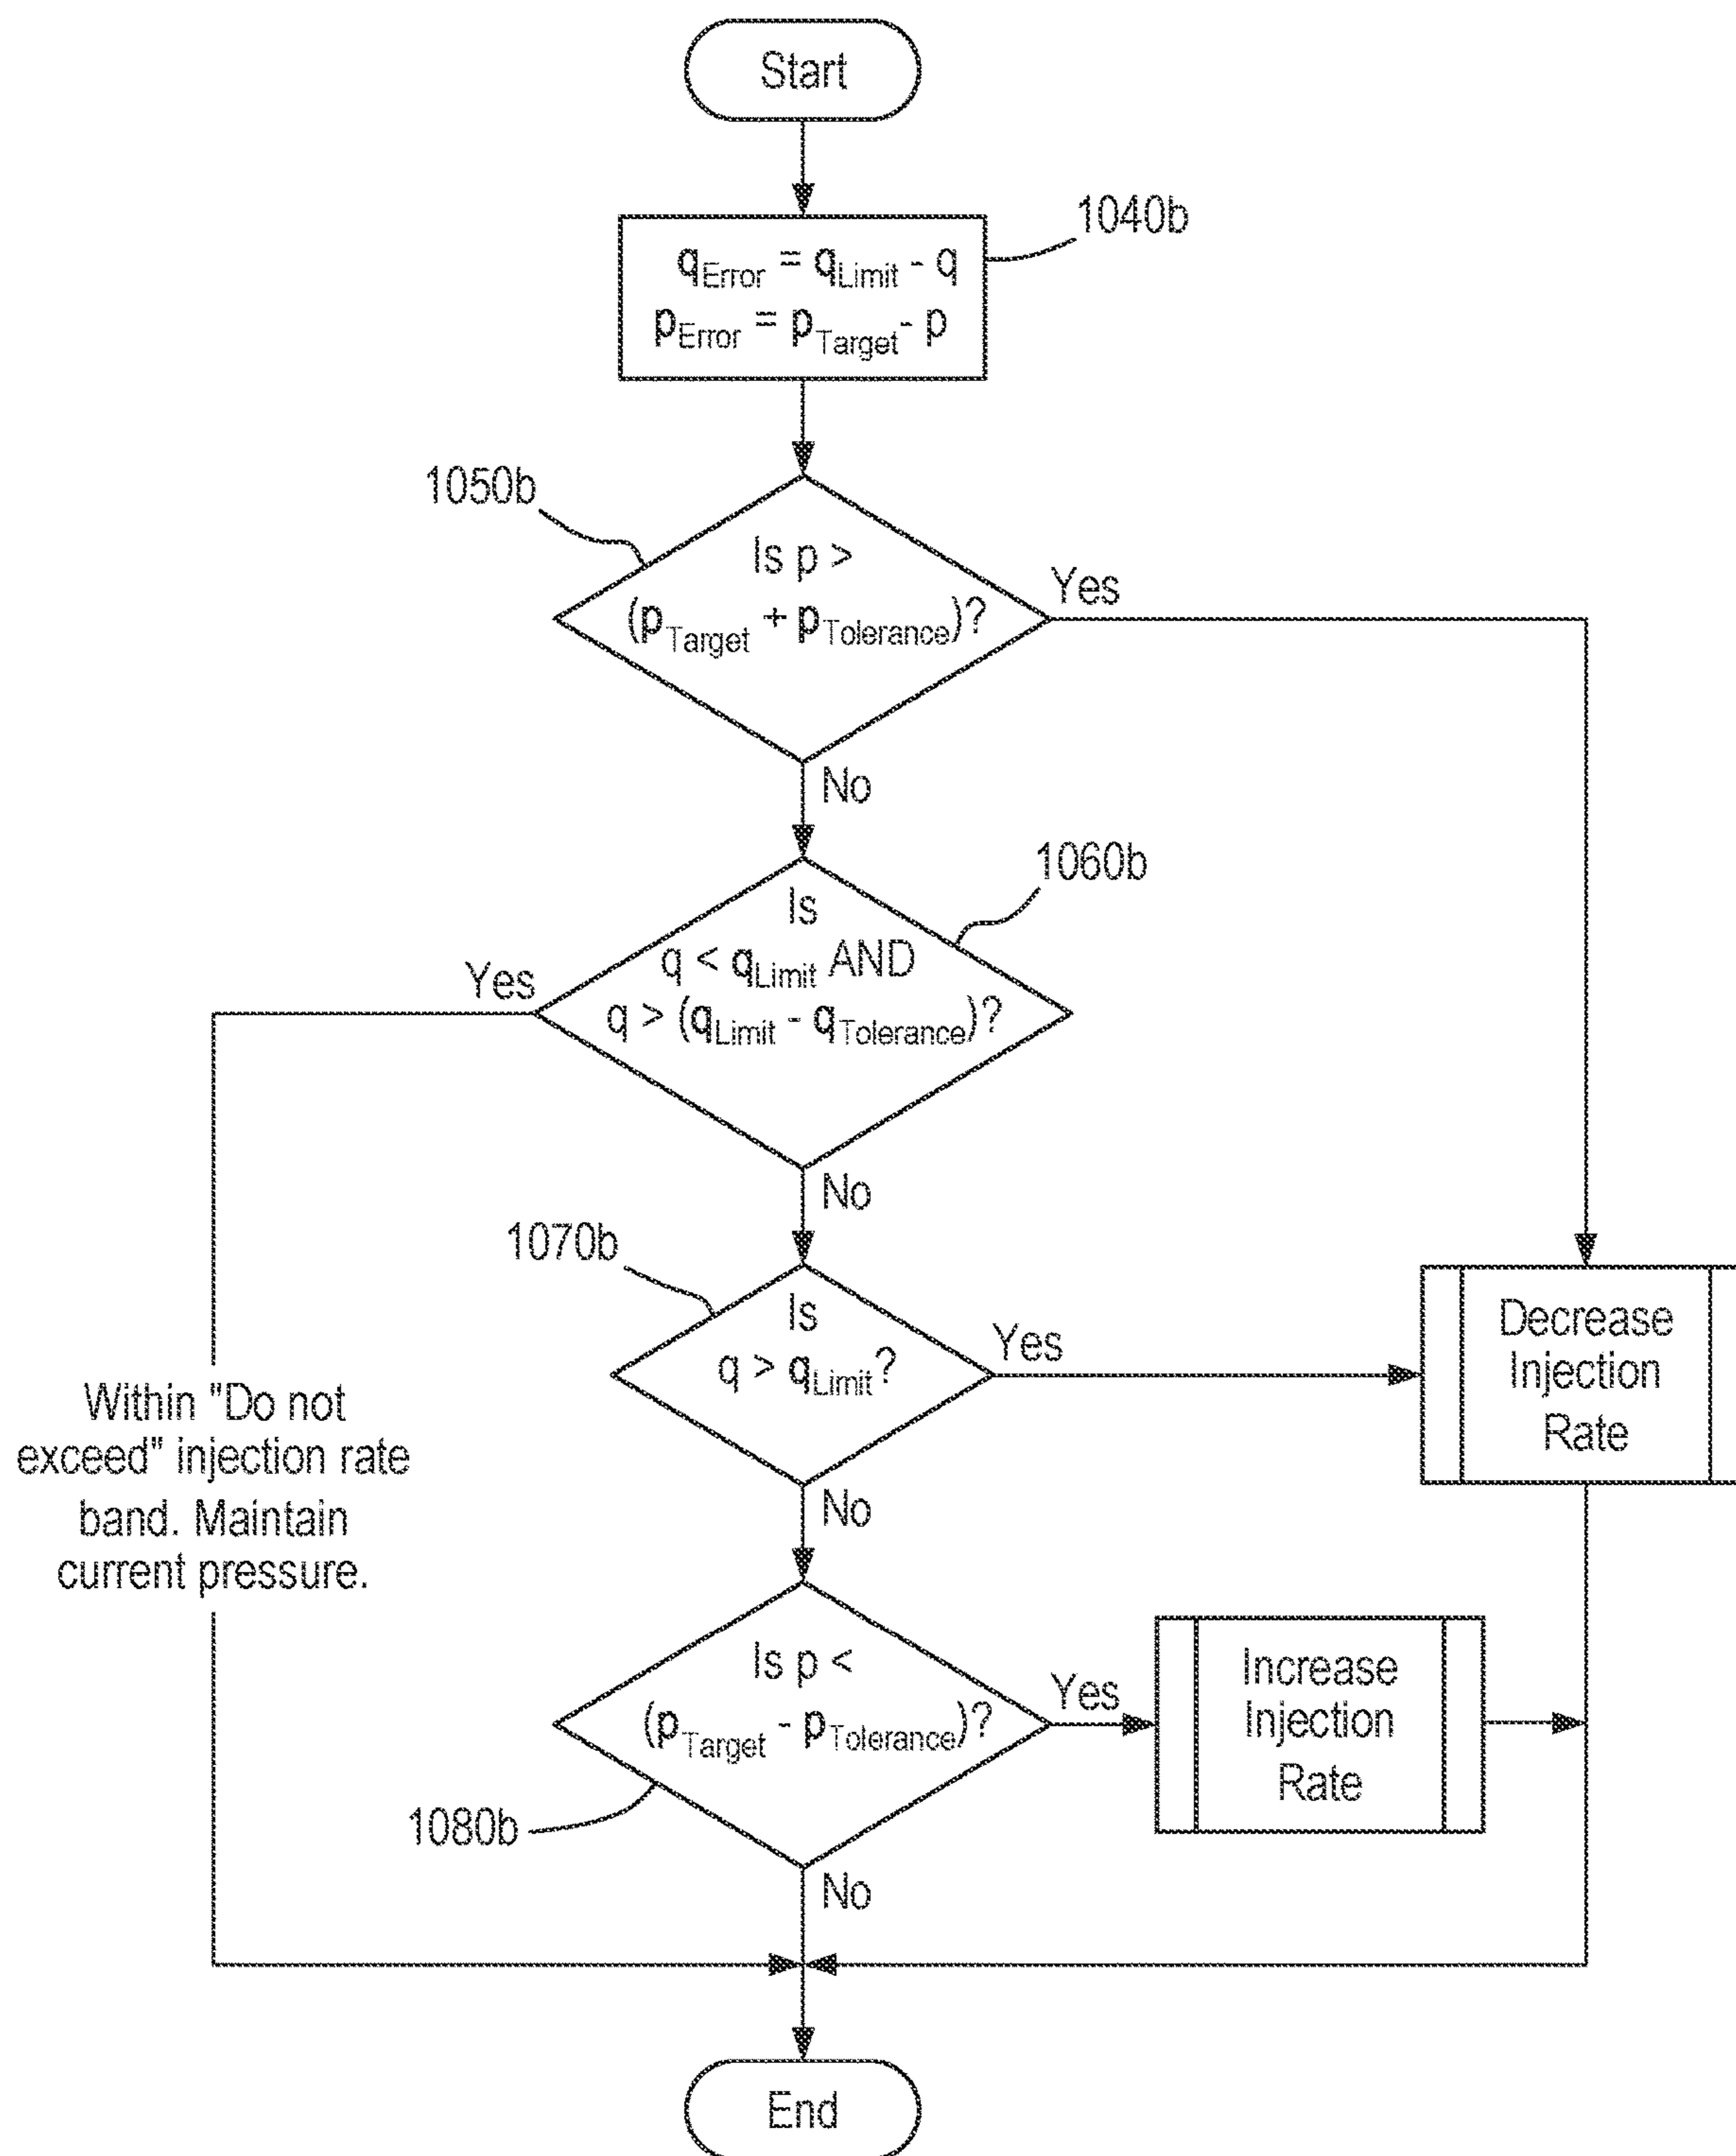 Start
1040b
qError = qLimit - q
pError = pTarget - p
1050b
Is p >
(pTarget + pTolerance)?
Yes
No
1060b
Is
q < qLimit AND
q > (qLimit - qTolerance)?
Yes
No
1070b
Is
q > qLimit?
Yes
No
Decrease
Injection
Rate
Within "Do not
exceed" injection rate
band. Maintain
current pressure.
Is p <
(pTarget - pTolerance)?
Yes
Increase
Injection
Rate
1080b
No
End